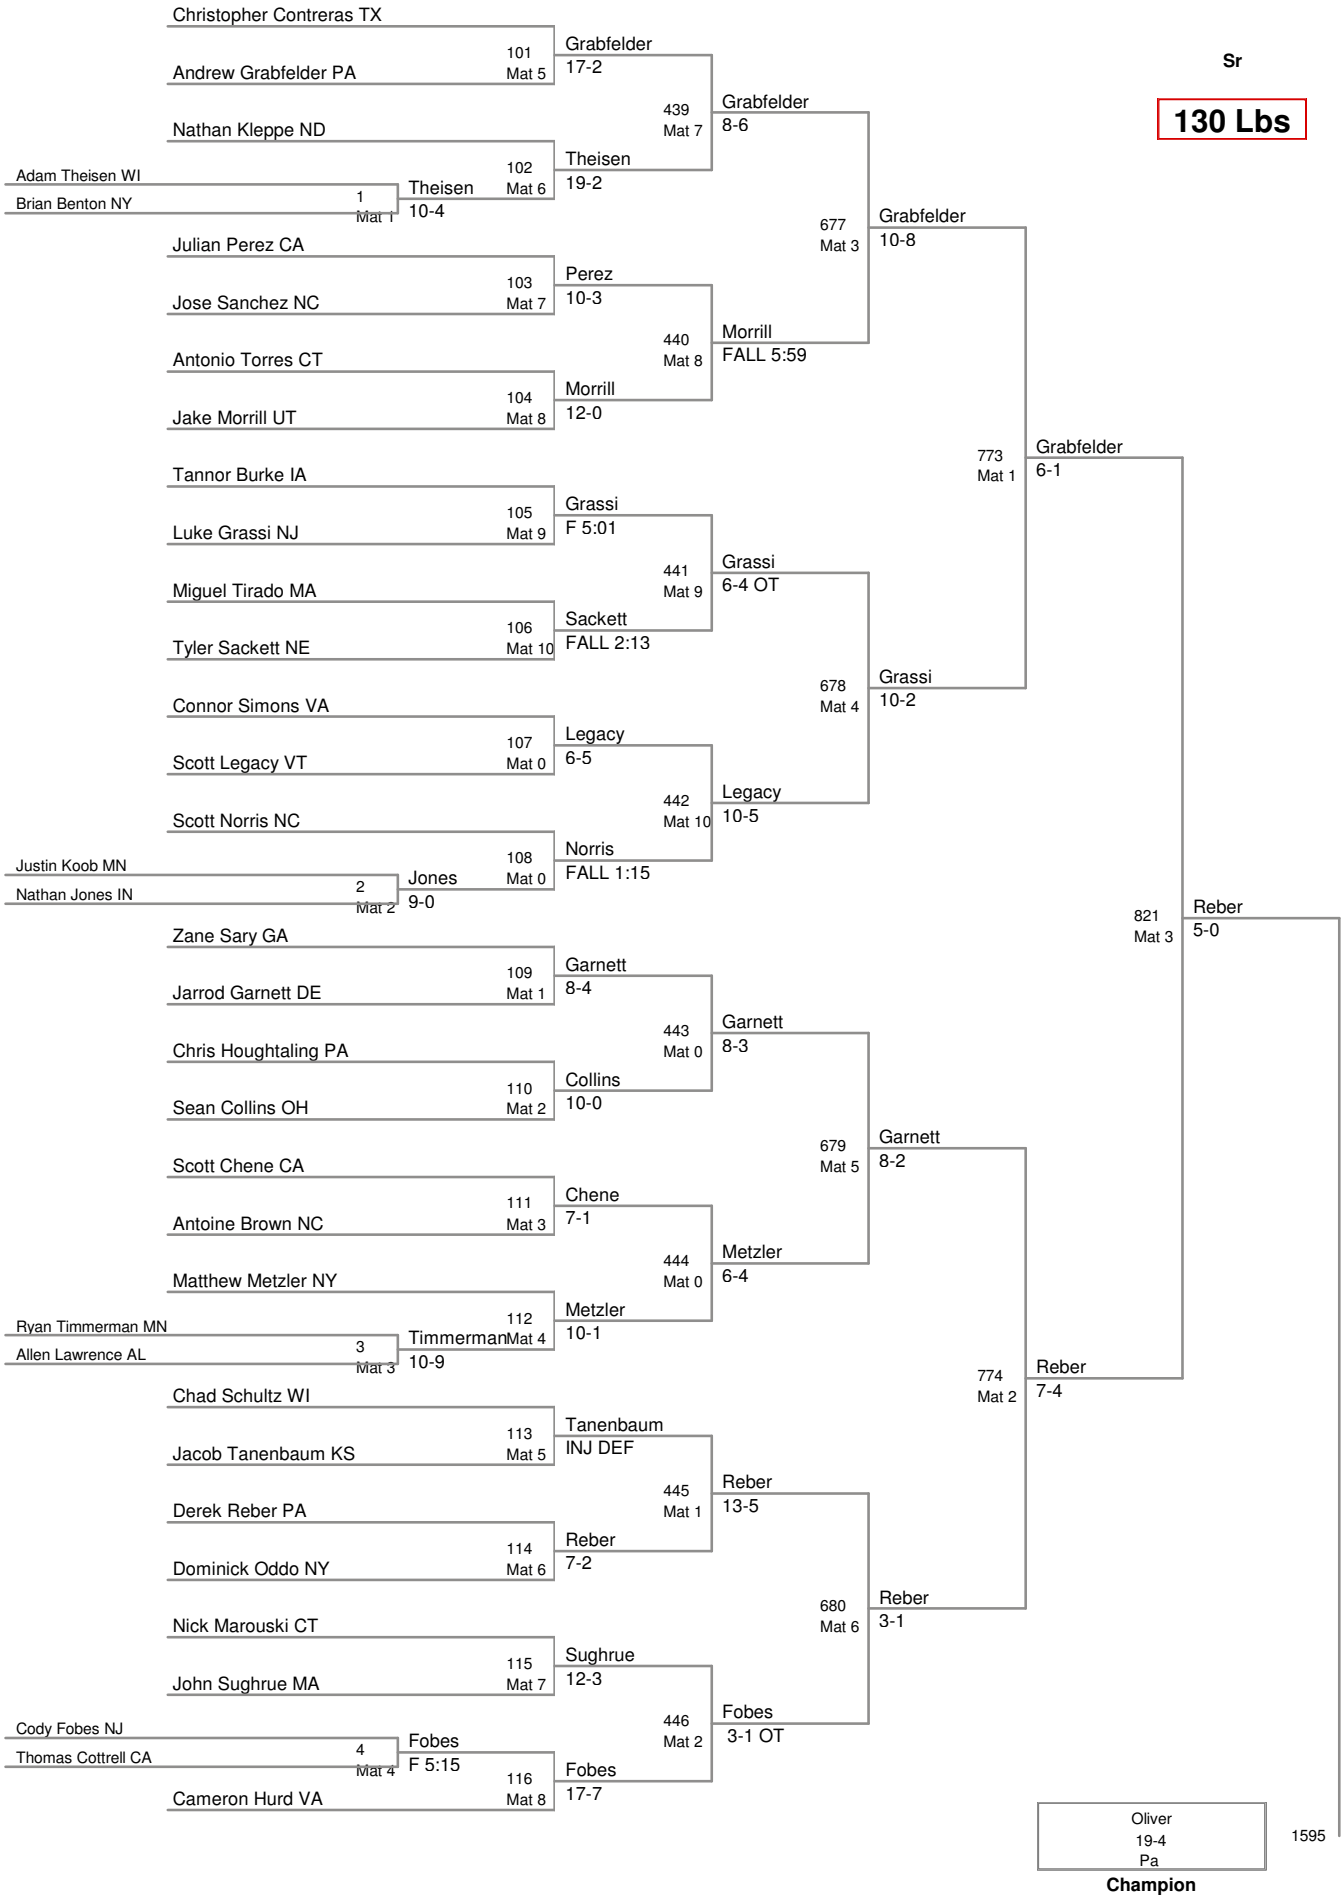 Sr
130 Lbs
Christopher Contreras TX
101
Mat 5
Andrew Grabfelder PA
Grabfelder
17-2
439
Mat 7
Grabfelder
8-6
Nathan Kleppe ND
Adam Theisen WI
1
Mat 1
Brian Benton NY
Theisen
10-4
102
Mat 6
Theisen
19-2
677
Mat 3
Grabfelder
10-8
Julian Perez CA
103
Mat 7
Jose Sanchez NC
Perez
10-3
440
Mat 8
Morrill
FALL 5:59
Antonio Torres CT
104
Mat 8
Jake Morrill UT
Morrill
12-0
773
Mat 1
Grabfelder
6-1
Tannor Burke IA
105
Mat 9
Luke Grassi NJ
Grassi
F 5:01
441
Mat 9
Grassi
6-4 OT
Miguel Tirado MA
106
Mat 10
Tyler Sackett NE
Sackett
FALL 2:13
678
Mat 4
Grassi
10-2
Connor Simons VA
107
Mat 0
Scott Legacy VT
Legacy
6-5
442
Mat 10
Legacy
10-5
Scott Norris NC
Justin Koob MN
2
Mat 2
Nathan Jones IN
Jones
9-0
108
Mat 0
Norris
FALL 1:15
821
Mat 3
Reber
5-0
Zane Sary GA
109
Mat 1
Jarrod Garnett DE
Garnett
8-4
443
Mat 0
Garnett
8-3
Chris Houghtaling PA
110
Mat 2
Sean Collins OH
Collins
10-0
679
Mat 5
Garnett
8-2
Scott Chene CA
111
Mat 3
Antoine Brown NC
Chene
7-1
444
Mat 0
Metzler
6-4
Matthew Metzler NY
Ryan Timmerman MN
3
Mat 3
Allen Lawrence AL
Timmerman
10-9
112
Mat 4
Metzler
10-1
774
Mat 2
Reber
7-4
Chad Schultz WI
113
Mat 5
Jacob Tanenbaum KS
Tanenbaum
INJ DEF
445
Mat 1
Reber
13-5
Derek Reber PA
114
Mat 6
Dominick Oddo NY
Reber
7-2
680
Mat 6
Reber
3-1
Nick Marouski CT
115
Mat 7
John Sughrue MA
Sughrue
12-3
446
Mat 2
Fobes
3-1 OT
Cody Fobes NJ
4
Mat 4
Thomas Cottrell CA
Fobes
F 5:15
116
Mat 8
Cameron Hurd VA
Fobes
17-7
Oliver
19-4
Pa
1595
Champion